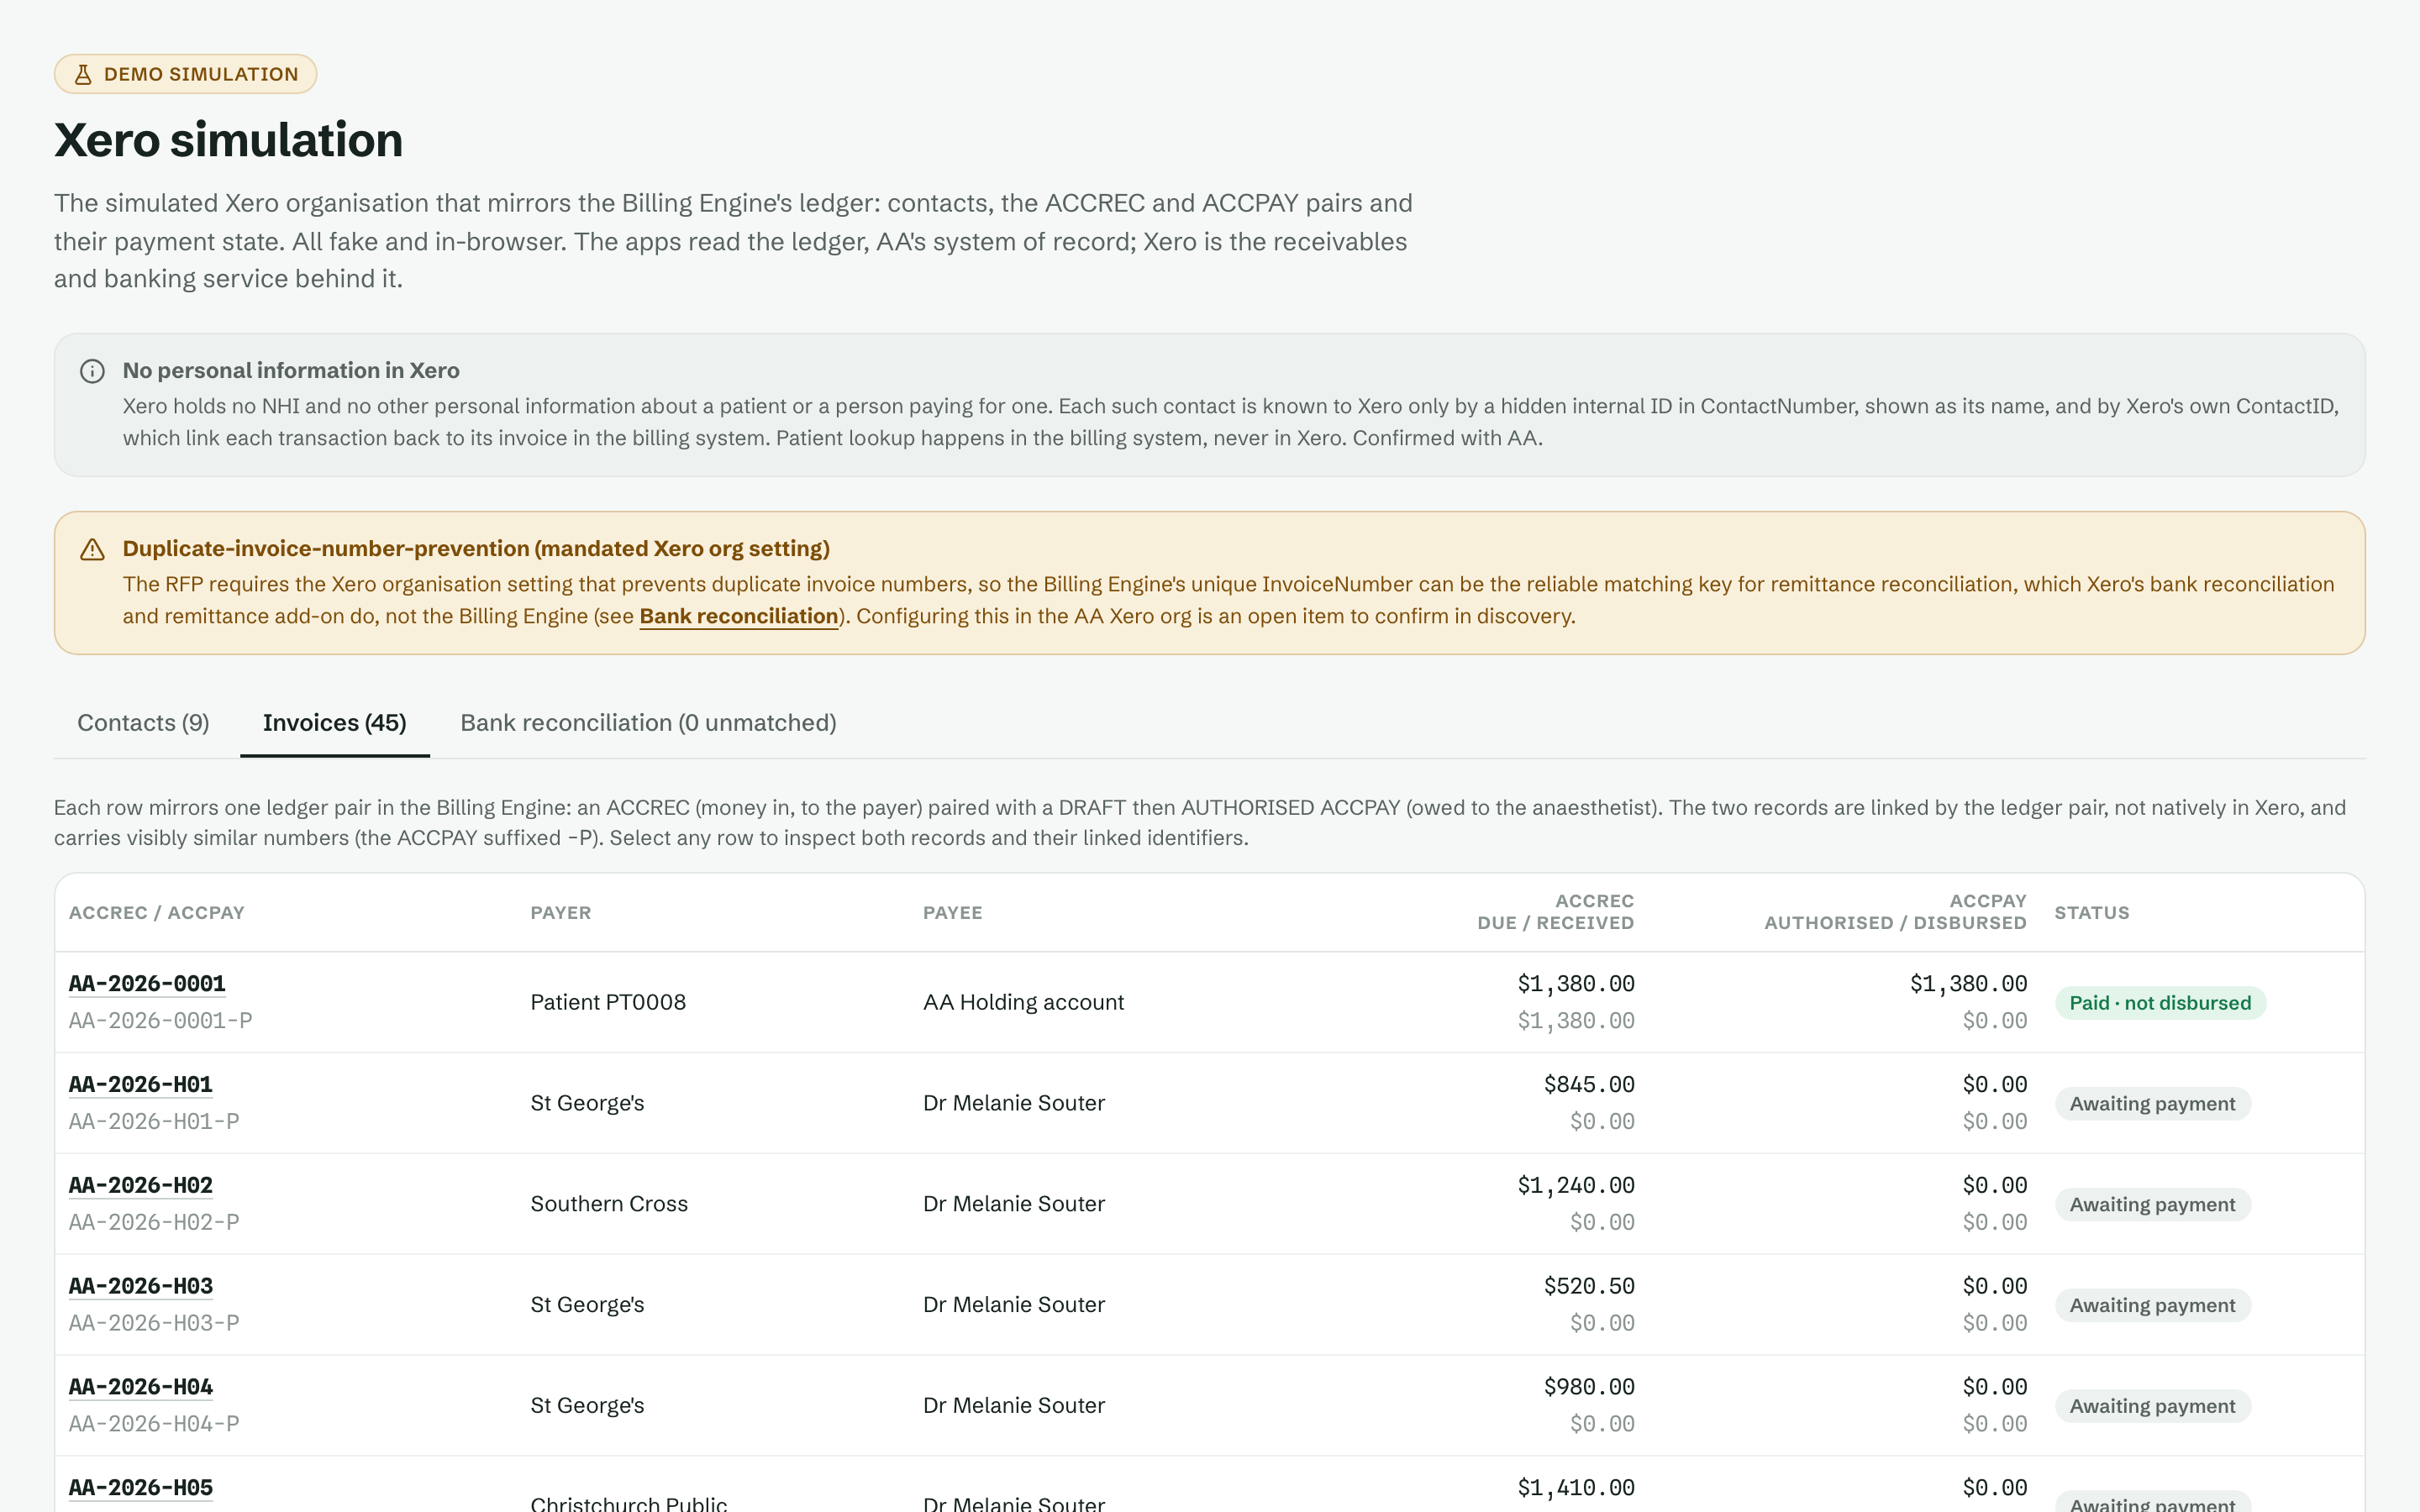 DEMO SIMULATION
Xero simulation
The simulated Xero organisation that mirrors the Billing Engine's ledger: contacts, the ACCREC and ACCPAY pairs and
their payment state. All fake and in-browser. The apps read the ledger, AA's system of record; Xero is the receivables
and banking service behind it.
No personal information in Xero
Xero holds no NHI and no other personal information about a patient or a person paying for one. Each such contact is known to Xero only by a hidden internal ID in ContactNumber, shown as its name, and by Xero's own ContactID,
which link each transaction back to its invoice in the billing system. Patient lookup happens in the billing system, never in Xero. Confirmed with AA.
Duplicate-invoice-number-prevention (mandated Xero org setting)
The RFP requires the Xero organisation setting that prevents duplicate invoice numbers, so the Billing Engine's unique InvoiceNumber can be the reliable matching key for remittance reconciliation, which Xero's bank reconciliation
and remittance add-on do, not the Billing Engine (see Bank reconciliation). Configuring this in the AA Xero org is an open item to confirm in discovery.
Contacts (9) Invoices (45) Bank reconciliation (0 unmatched)
Each row mirrors one ledger pair in the Billing Engine: an ACCREC (money in, to the payer) paired with a DRAFT then AUTHORISED ACCPAY (owed to the anaesthetist). The two records are linked by the ledger pair, not natively in Xero, and
carries visibly similar numbers (the ACCPAY suffixed -P). Select any row to inspect both records and their linked identifiers.
ACCREC / ACCPAY PAYER PAYEE ACCREC DUE / RECEIVED ACCPAY AUTHORISED / DISBURSED STATUS
AA-2026-0001 $1,380.00 $1,380.00
Patient PT0008 AA Holding account Paid · not disbursed
AA-2026-0001-P $1,380.00 $0.00
AA-2026-H01 $845.00 $0.00
St George's Dr Melanie Souter Awaiting payment
AA-2026-H01-P $0.00 $0.00
AA-2026-H02 $1,240.00 $0.00
Southern Cross Dr Melanie Souter Awaiting payment
AA-2026-H02-P $0.00 $0.00
AA-2026-H03 $520.50 $0.00
St George's Dr Melanie Souter Awaiting payment
AA-2026-H03-P $0.00 $0.00
AA-2026-H04 $980.00 $0.00
St George's Dr Melanie Souter Awaiting payment
AA-2026-H04-P $0.00 $0.00
AA-2026-H05 $1,410.00 $0.00
Christchurch Public Dr Melanie Souter Awaiting payment